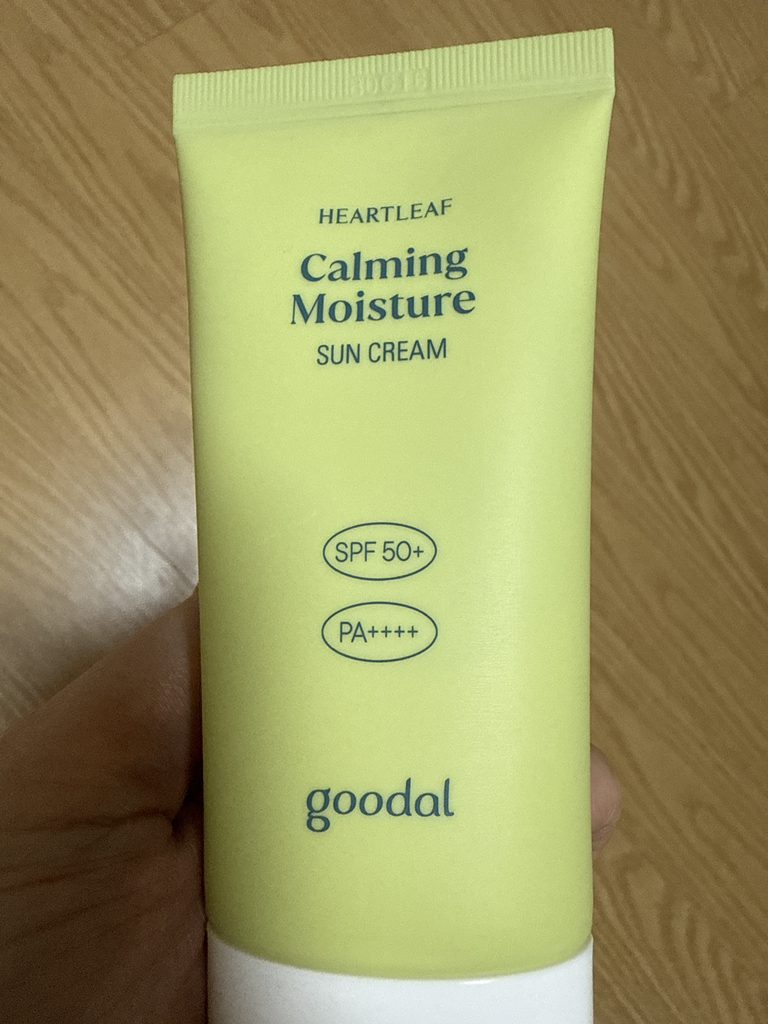 HEARTLEAF
Calming
Moisture
SUN CREAM
SPF 50+
PA++++
goodal